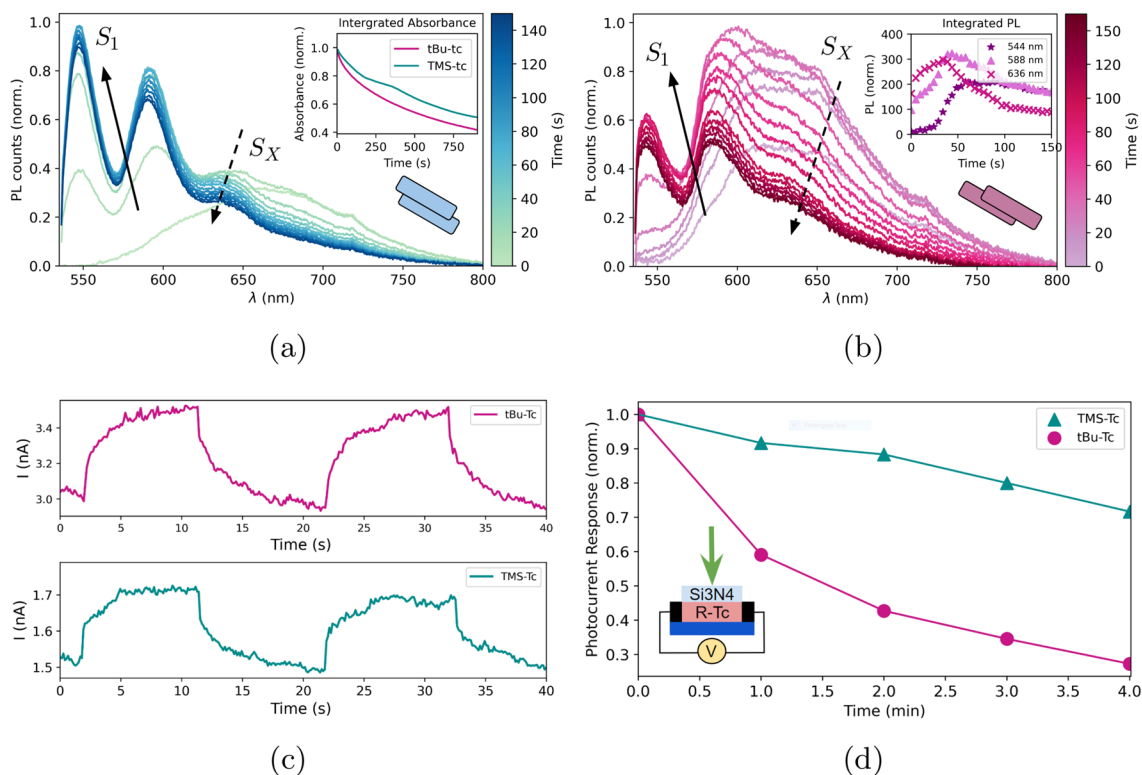 S1
SX
PL counts (norm.)
1.0
0.8
0.6
0.4
0.2
0.0
550
600
650
700
750
800
λ (nm)
Intergrated Absorbance
tBu-tc
TMS-tc
Absorbance (norm.)
1.0
0.8
0.6
0.4
0
250
500
750
Time (s)
140
120
100
80
60
40
20
0
Time (s)
(a)
S1
SX
PL counts (norm.)
1.0
0.8
0.6
0.4
0.2
0.0
550
600
650
700
750
800
λ (nm)
Integrated PL
544 nm
588 nm
636 nm
PL (norm.)
400
300
200
100
0
0
50
100
150
Time (s)
160
140
120
100
80
60
40
20
0
Time (s)
(b)
tBu-Tc
I (nA)
3.4
3.2
3.0
0
5
10
15
20
25
30
35
40
Time (s)
TMS-Tc
I (nA)
1.7
1.6
1.5
0
5
10
15
20
25
30
35
40
Time (s)
(c)
TMS-Tc
tBu-Tc
Photocurrent Response (norm.)
1.0
0.9
0.8
0.7
0.6
0.5
0.4
0.3
Si3N4
R-Tc
V
0.0
0.5
1.0
1.5
2.0
2.5
3.0
3.5
4.0
Time (min)
(d)